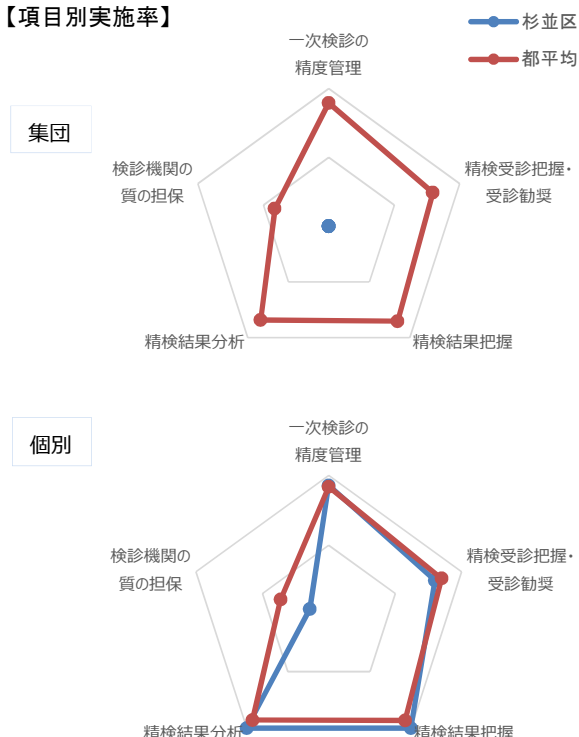 【項目別実施率】
杉並区
都平均
集団
一次検診の
精度管理
検診機関の
質の担保
精検受診把握・
受診勧奨
精検結果分析
精検結果把握
個別
一次検診の
精度管理
検診機関の
質の担保
精検受診把握・
受診勧奨
精検結果分析
精検結果把握